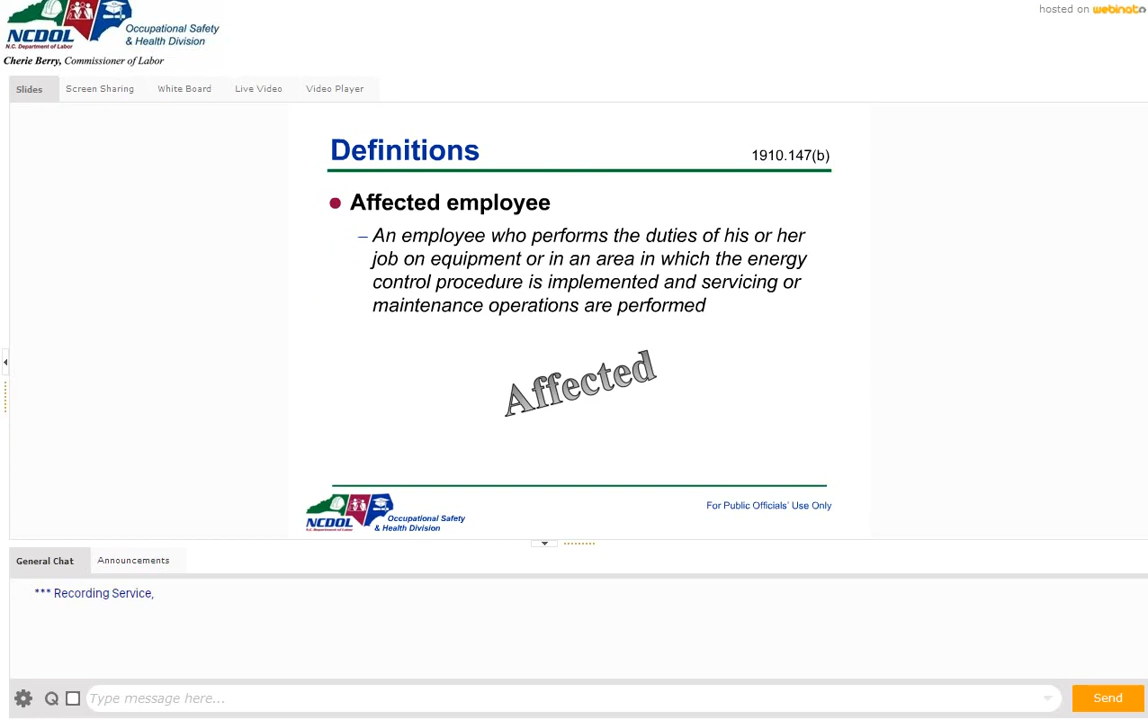 hosted on webinato
NCDOL
N.C. Department of Labor
Occupational Safety
& Health Division
Cherie Berry, Commissioner of Labor
Slides Screen Sharing White Board Live Video Video Player
Definitions 1910.147(b)
Affected employee
– An employee who performs the duties of his or her
job on equipment or in an area in which the energy
control procedure is implemented and servicing or
maintenance operations are performed
Affected
NCDOL
N.C. Department of Labor
Occupational Safety
& Health Division
For Public Officials' Use Only
General Chat Announcements
*** Recording Service,
Type message here... Send